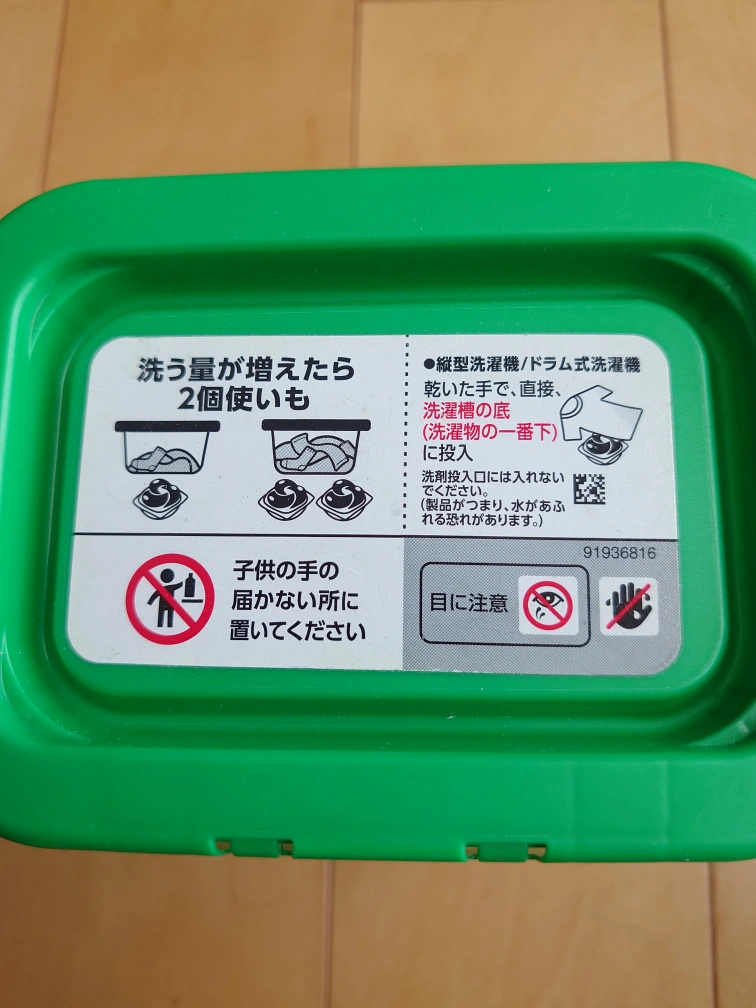 洗う量が増えたら
2個使いも
●縦型洗濯機/ドラム式洗濯機
乾いた手で、直接、
洗濯槽の底
(洗濯物の一番下)
に投入
洗剤投入口には入れない
でください。
(製品がつまり、水があふ
れる恐れがあります。)
子供の手の
届かない所に
置いてください
91936816
目に注意